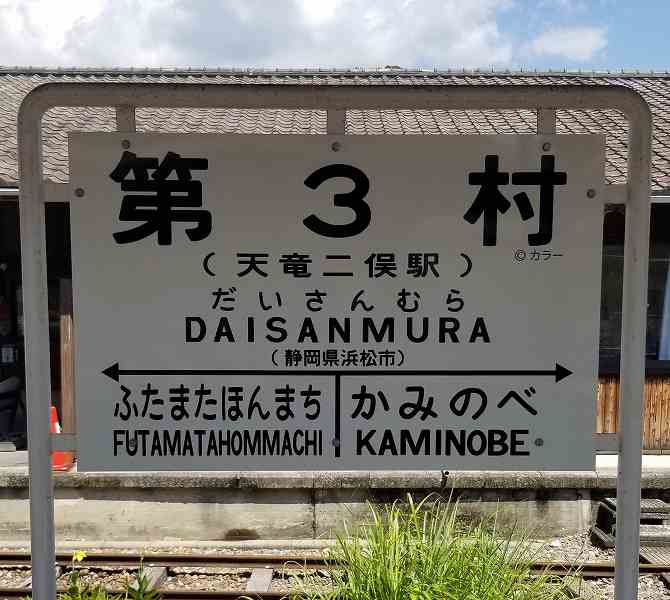 第3村
©カラー
(天竜二俣駅)
だいさんむら
DAISANMURA
(静岡県浜松市)
ふたまたほんまち かみのべ
FUTAMATAHOMMACHI KAMINOBE